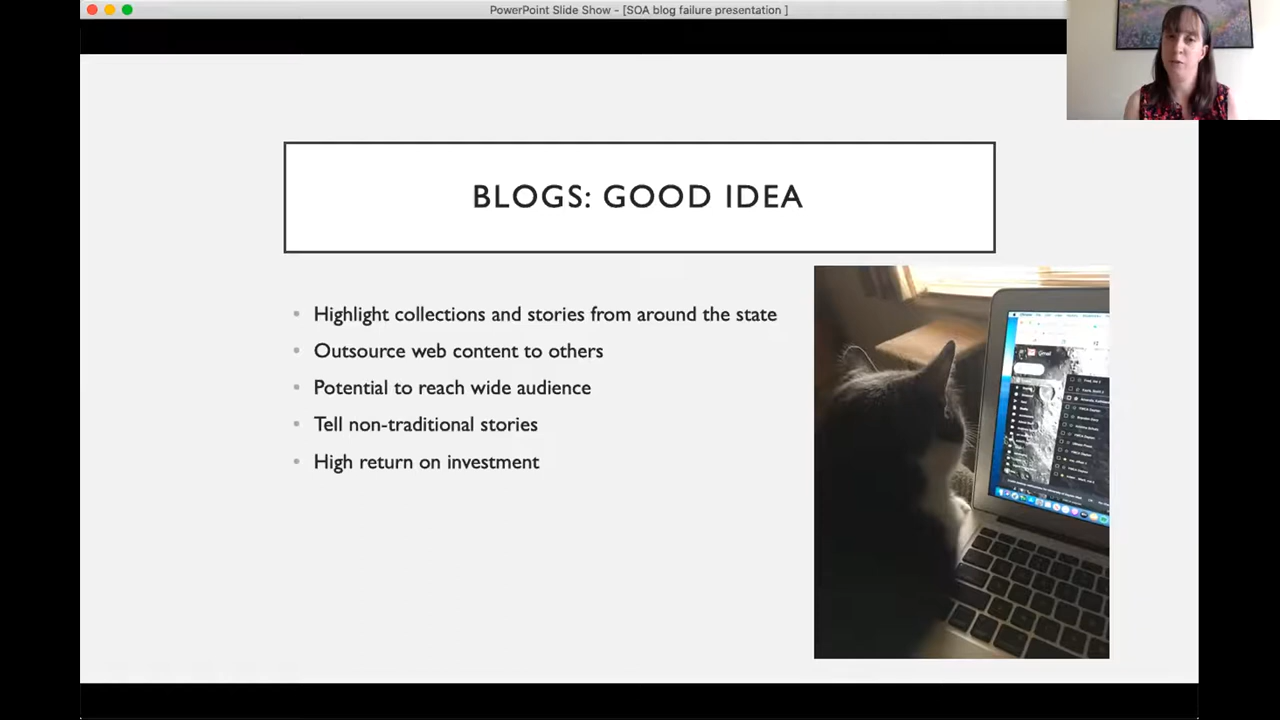 PowerPoint Slide Show - [SOA blog failure presentation ]
BLOGS: GOOD IDEA
Highlight collections and stories from around the state
Outsource web content to others
Potential to reach wide audience
Tell non-traditional stories
High return on investment
Gmail